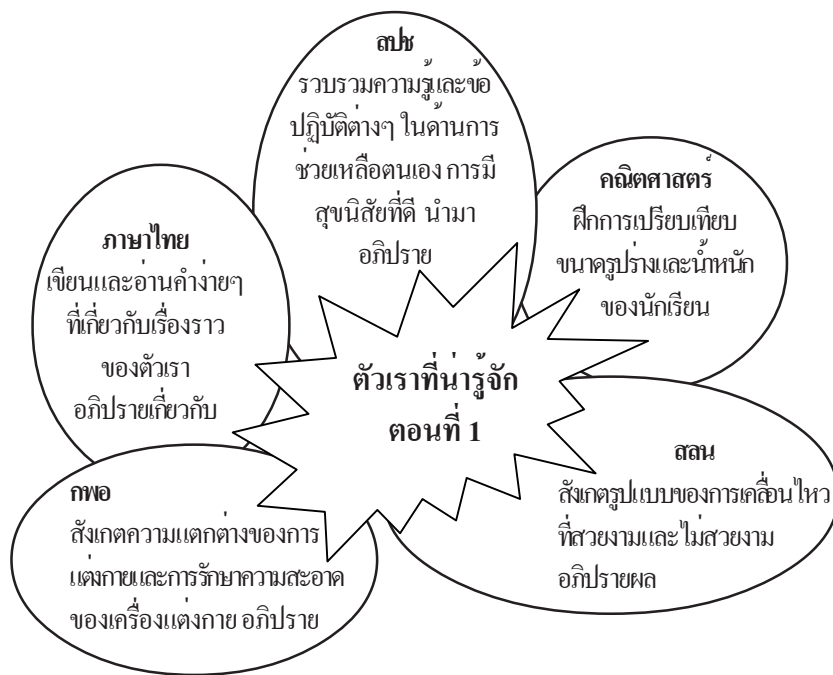 สปช
รวบรวมความรู้และข้อ
ปฏิบัติต่างๆ ในด้านการ
ช่วยเหลือตนเอง การมี
สุขนิสัยที่ดี นำมา
อภิปราย
คณิตศาสตร์
ฝึกการเปรียบเทียบ
ขนาดรูปร่างและน้ำหนัก
ของนักเรียน
ภาษาไทย
เขียนและอ่านคำง่ายๆ
ที่เกี่ยวกับเรื่องราว
ของตัวเรา
อภิปรายเกี่ยวกับ
ตัวเราที่น่ารู้จัก
ตอนที่ 1
สลน
สังเกตรูปแบบของการเคลื่อนไหว
ที่สวยงามและไม่สวยงาม
อภิปรายผล
กพอ
สังเกตความแตกต่างของการ
แต่งกายและการรักษาความสะอาด
ของเครื่องแต่งกาย อภิปราย